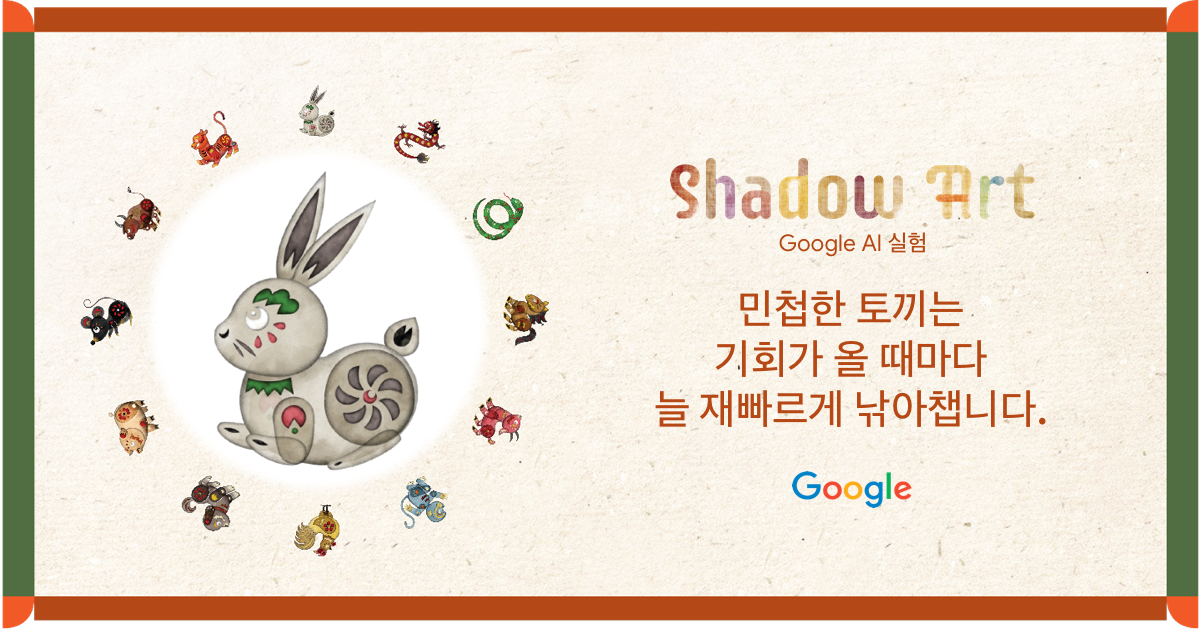 Shadow Art
Google AI 실험
민첩한 토끼는
기회가 올 때마다
늘 재빠르게 낚아챕니다.
Google